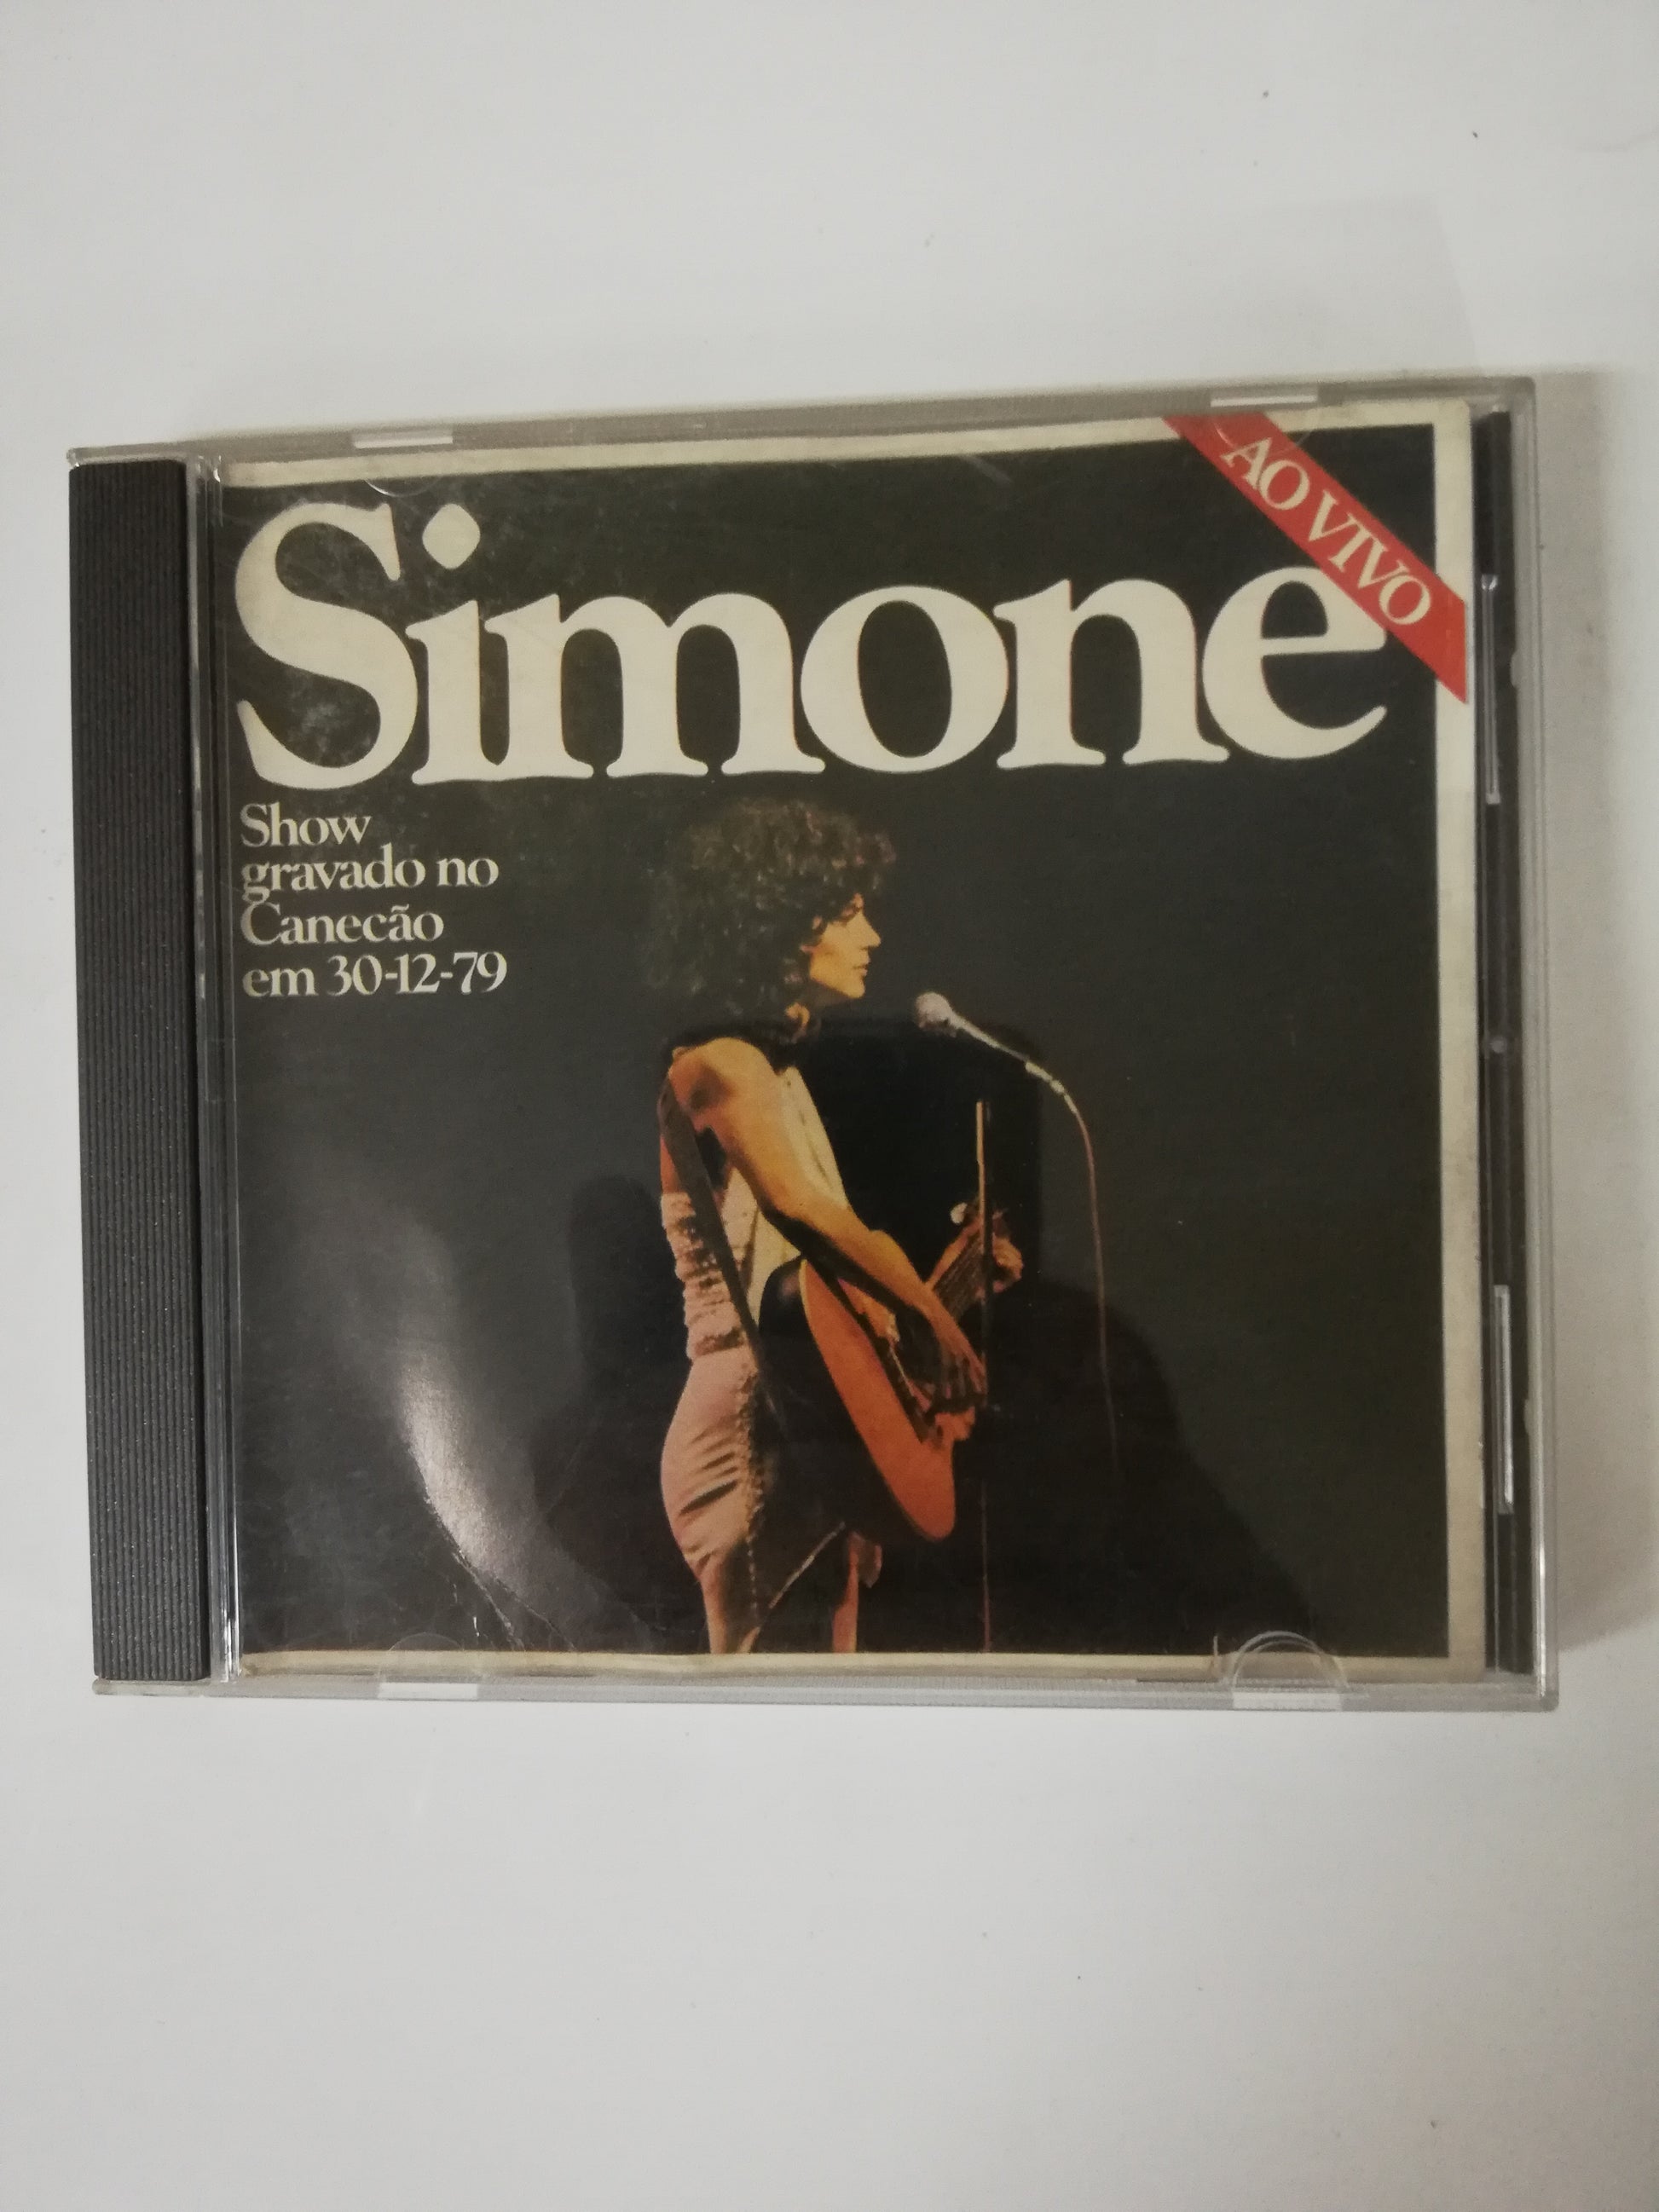 AO VIVO
Simone
Show
gravado no
Canecão
em 30-12-79